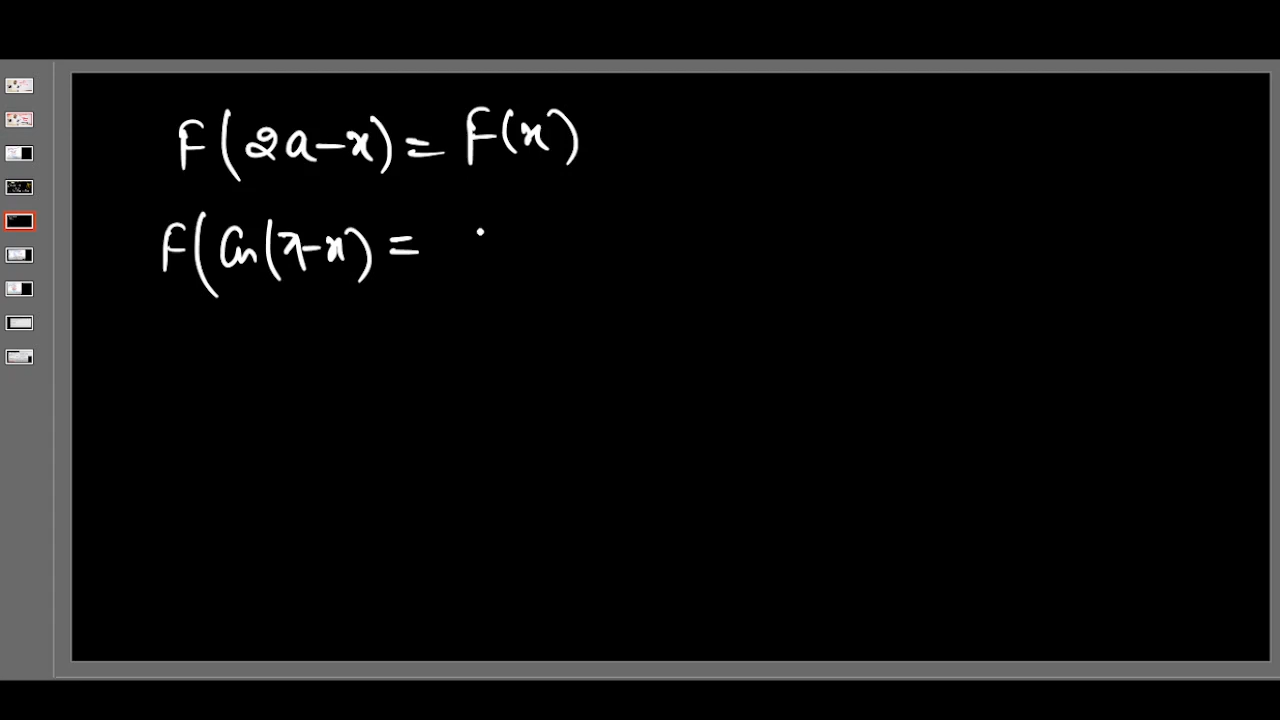 F(2a-x) = F(x)
F(Cos(π-x) =